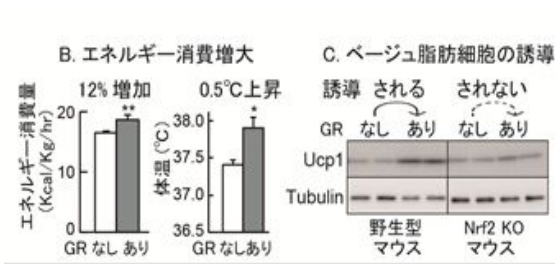 B. エネルギー消費増大
12% 増加
0.5℃上昇
エネルギー消費量
(Kcal/Kg/hr)
20
10
0
**
GR なし あり
体温(℃)
38.0
37.5
37.0
36.5
*
GR なしあり
C. ベージュ脂肪細胞の誘導
誘導 される されない
GR なし あり なし あり
Ucp1
Tubulin
野生型 Nrf2 KO
マウス マウス